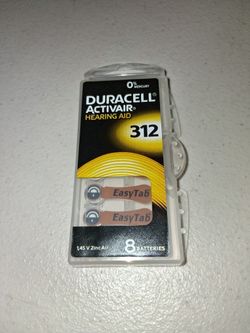 0%
MERCURY
DURACELL®
ACTIVAIR®
HEARING AID
312
EasyTab
EasyTab
1,45 V Zinc Air
8 BATTERIES